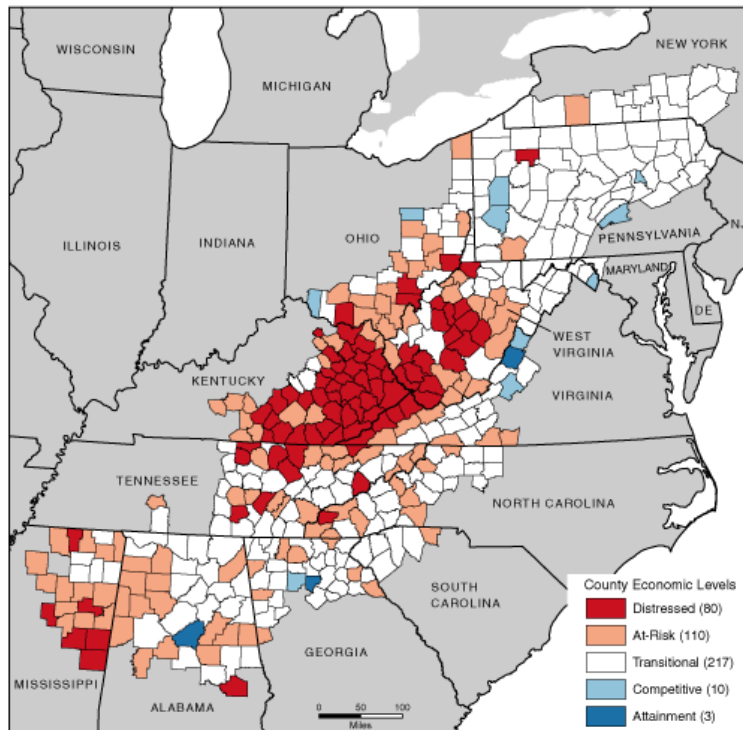 WISCONSIN
NEW YORK
MICHIGAN
ILLINOIS
INDIANA
OHIO
PENNSYLVANIA
N
MARYLAND
DE
WEST
VIRGINIA
KENTUCKY
VIRGINIA
TENNESSEE
NORTH CAROLINA
SOUTH
CAROLINA
GEORGIA
MISSISSIPPI
ALABAMA
0 50 100
Miles
County Economic Levels
Distressed (80)
At-Risk (110)
Transitional (217)
Competitive (10)
Attainment (3)